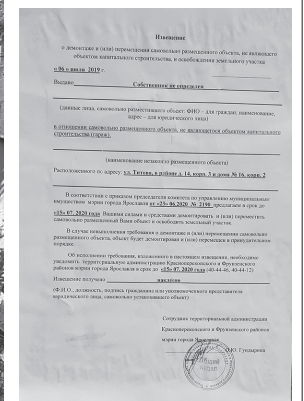 Извещение
о демонтаже и (или) перемещении самовольно размещенного объекта, не являющего
объектом капитального строительства, и освобождении земельного участка
« 06 » июля 2019 г.
Выдано Собственник не определен
(данные лица, самовольно разместившего объект: ФИО – для граждан, наименование,
адрес – для юридического лица)
в отношении самовольно размещенного объекта, не являющегося объектом капитального
строительства (гараж),
(наименование незаконно размещенного объекта)
Расположенного по адресу: ул. Титова, в районе д. 14, корп. 3 и дома № 16, корп. 2
В соответствии с приказом председателя комитета по управлению муниципальным
имуществом мэрии города Ярославля от «25» 06.2020 № 2190 предлагаем в срок до
«15» 07. 2020 года Вашими силами и средствами демонтировать и (или) переместить
самовольно размещенный Вами объект и освободить земельный участок.
В случае невыполнения требования о демонтаже и (или) перемещении самовольно
размещенного объекта, объект будет демонтирован и (или) перемещен в принудительном
порядке.
Об исполнении требования, изложенного в настоящем извещении, необходимо
уведомить территориальную администрацию Красноперекопского и Фрунзенского
районов мэрии города Ярославля в срок до «15» 07. 2020 года (40-44-46, 40-44-12)
Извещение получено наклеено
(Ф.И.О., должность, подпись гражданина или уполномоченного представителя
юридического лица, самовольно установившего объект)
Сотрудник территориальной администрации
Красноперекопского и Фрунзенского районов
мэрии города Ярославля
О.Ю. Гундарева
Общий
отдел